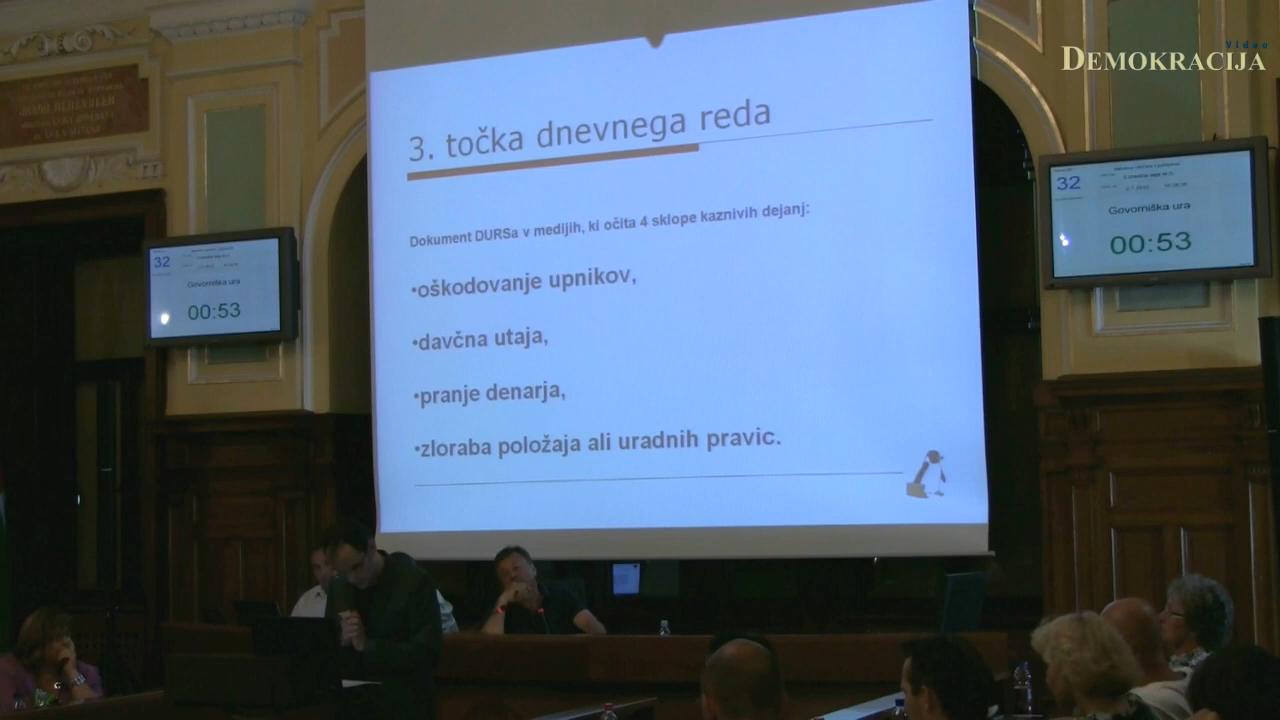 Video
DEMOKRACIJA
3. točka dnevnega reda
Dokument DURSa v medijih, ki očita 4 sklope kaznivih dejanj:
•oškodovanje upnikov,
•davčna utaja,
•pranje denarja,
•zloraba položaja ali uradnih pravic.
32
Govorniška ura
00:53
32
Govorniška ura
00:53